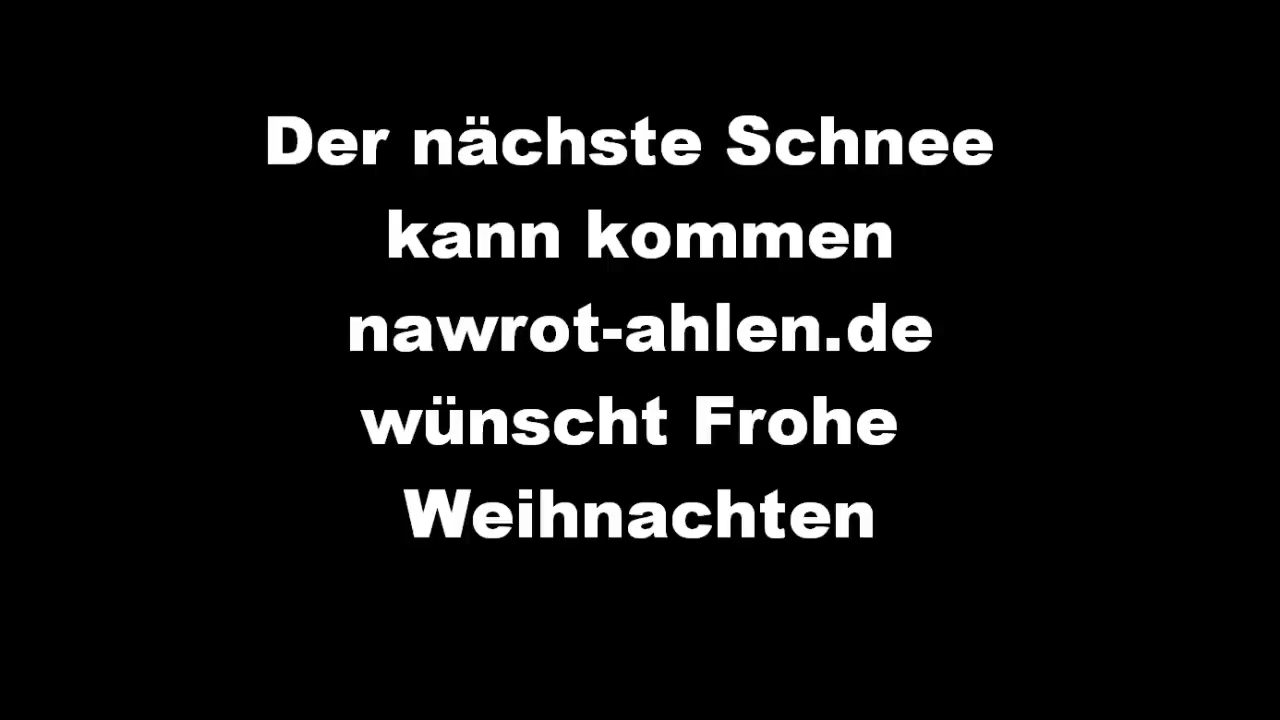 Der nächste Schnee
kann kommen
nawrot-ahlen.de
wünscht Frohe
Weihnachten